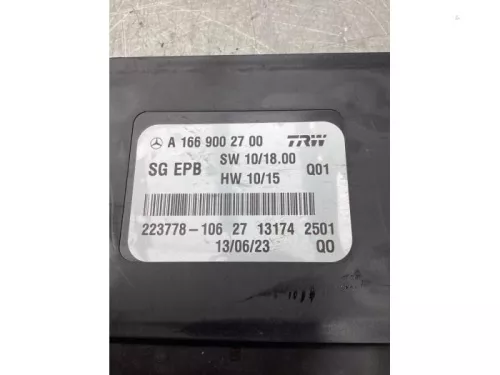 A 166 900 27 00 TRW
SG EPB SW 10/18.00 Q01
HW 10/15
223778-106 27 13174 2501
13/06/23 QO